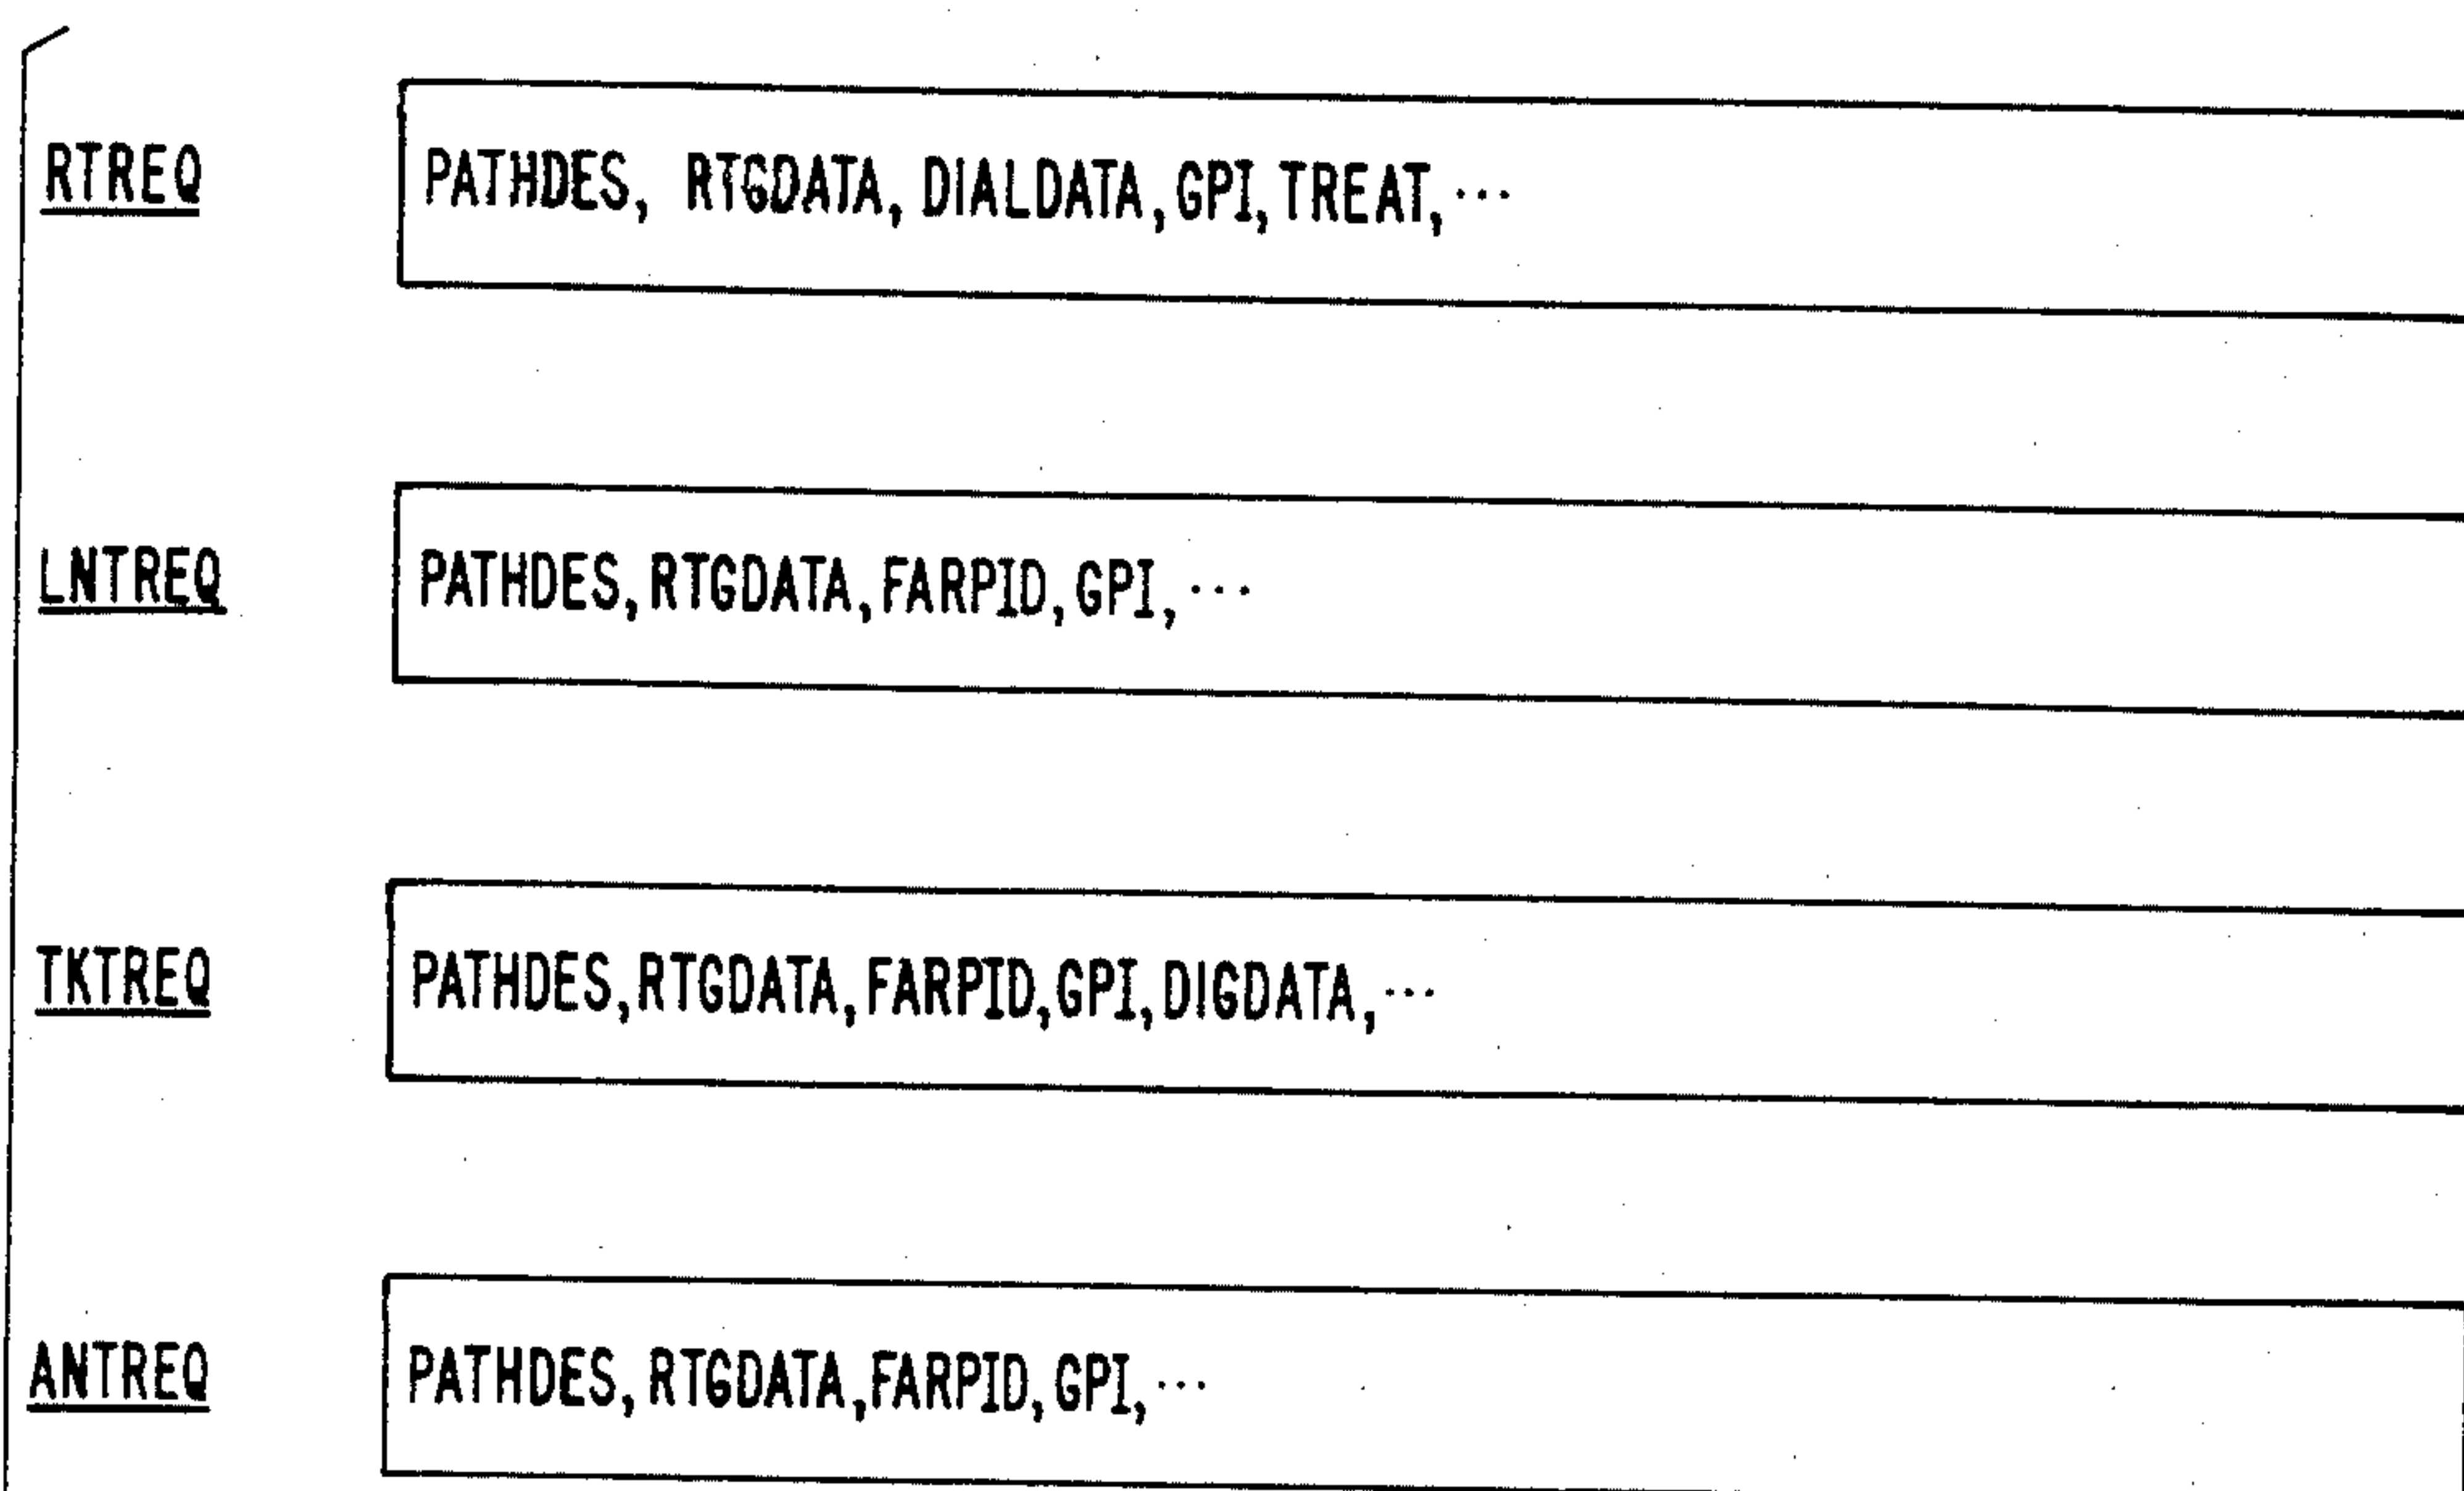 RTREQ PATHDES, RTGDATA, DIALDATA, GPI, TREAT, ...
LNTREQ PATHDES, RTGDATA, FARPID, GPI, ...
TKTREQ PATHDES, RTGDATA, FARPID, GPI, DIGDATA, ...
ANTREQ PATHDES, RTGDATA, FARPID, GPI, ...